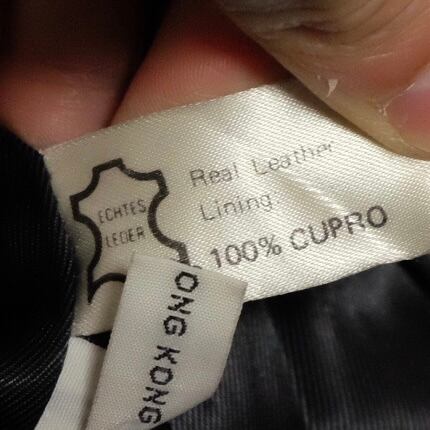 ECHTES
LEDER
Real Leather
Lining:
100% CUPRO
ONG KONG